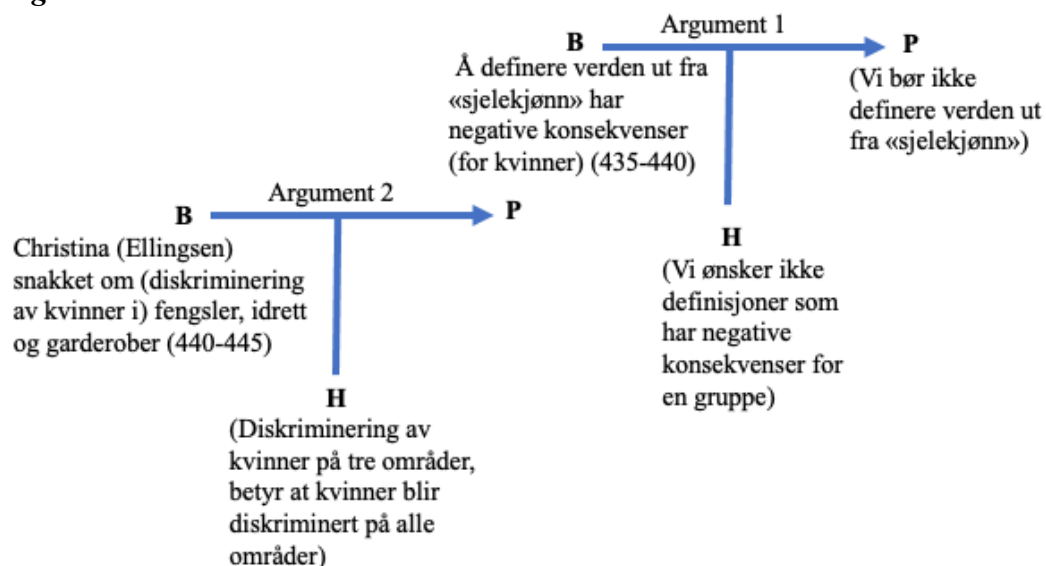 Argument 1
B
P
Å definere verden ut fra
«sjelekjønn» har
negative konsekvenser
(for kvinner) (435-440)
(Vi bør ikke
definere verden ut
fra «sjelekjønn»)
H
(Vi ønsker ikke
definisjoner som
har negative
konsekvenser for
en gruppe)
Argument 2
B
P
Christina (Ellingsen)
snakket om (diskriminering
av kvinner i) fengsler, idrett
og garderober (440-445)
H
(Diskriminering av
kvinner på tre områder,
betyr at kvinner blir
diskriminert på alle
områder)